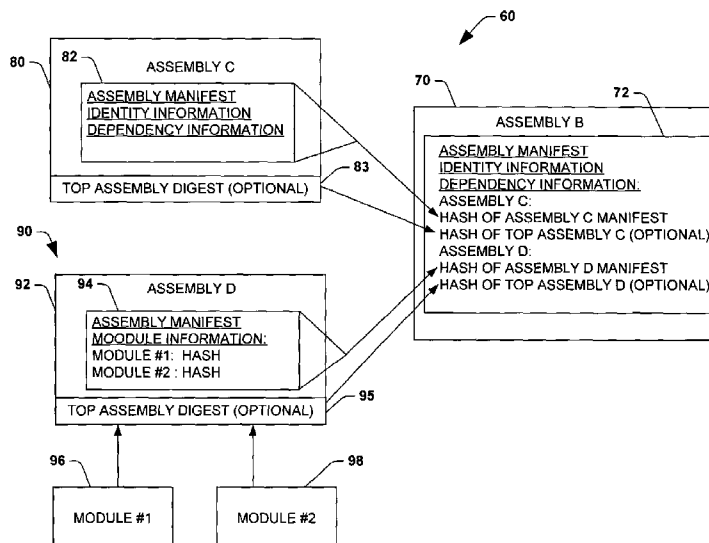 60
80
82
ASSEMBLY C
ASSEMBLY MANIFEST
IDENTITY INFORMATION
DEPENDENCY INFORMATION
83
TOP ASSEMBLY DIGEST (OPTIONAL)
70
72
ASSEMBLY B
ASSEMBLY MANIFEST
IDENTITY INFORMATION
DEPENDENCY INFORMATION:
ASSEMBLY C:
HASH OF ASSEMBLY C MANIFEST
HASH OF TOP ASSEMBLY C (OPTIONAL)
ASSEMBLY D:
HASH OF ASSEMBLY D MANIFEST
HASH OF TOP ASSEMBLY D (OPTIONAL)
90
92
94
ASSEMBLY D
ASSEMBLY MANIFEST
MOODULE INFORMATION:
MODULE #1: HASH
MODULE #2 : HASH
95
TOP ASSEMBLY DIGEST (OPTIONAL)
96
98
MODULE #1
MODULE #2